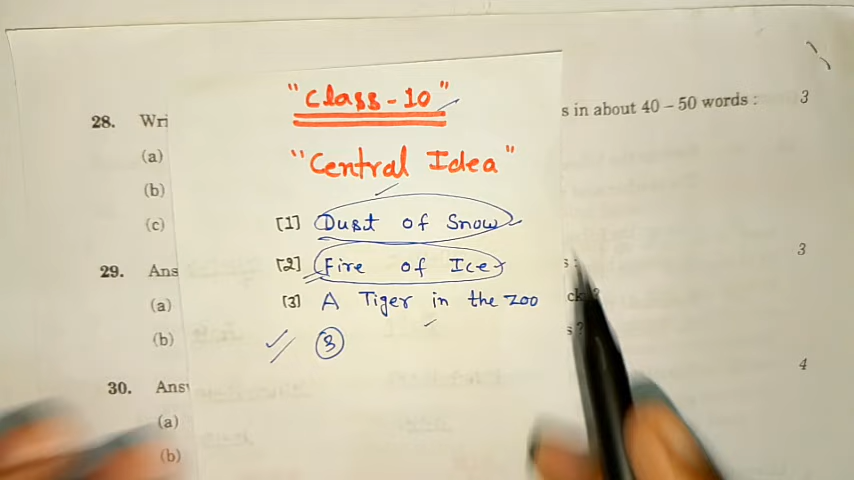 "Class-10"
28. Wri s in about 40 – 50 words : 3
(a) "Central Idea"
(b)
(c) [1] Dust of Snow
29. Ans [2] Fire of Ice s : 3
(a) [3] A Tiger in the Zoo ck ?
(b) 3 s ?
30. Ans 4
(a)
(b)